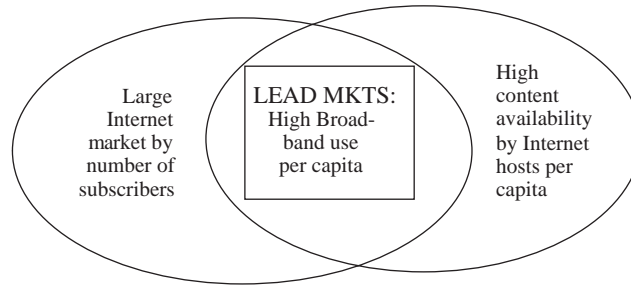 Large
Internet
market by
number of
subscribers
LEAD MKTS:
High Broad-
band use
per capita
High
content
availability
by Internet
hosts per
capita